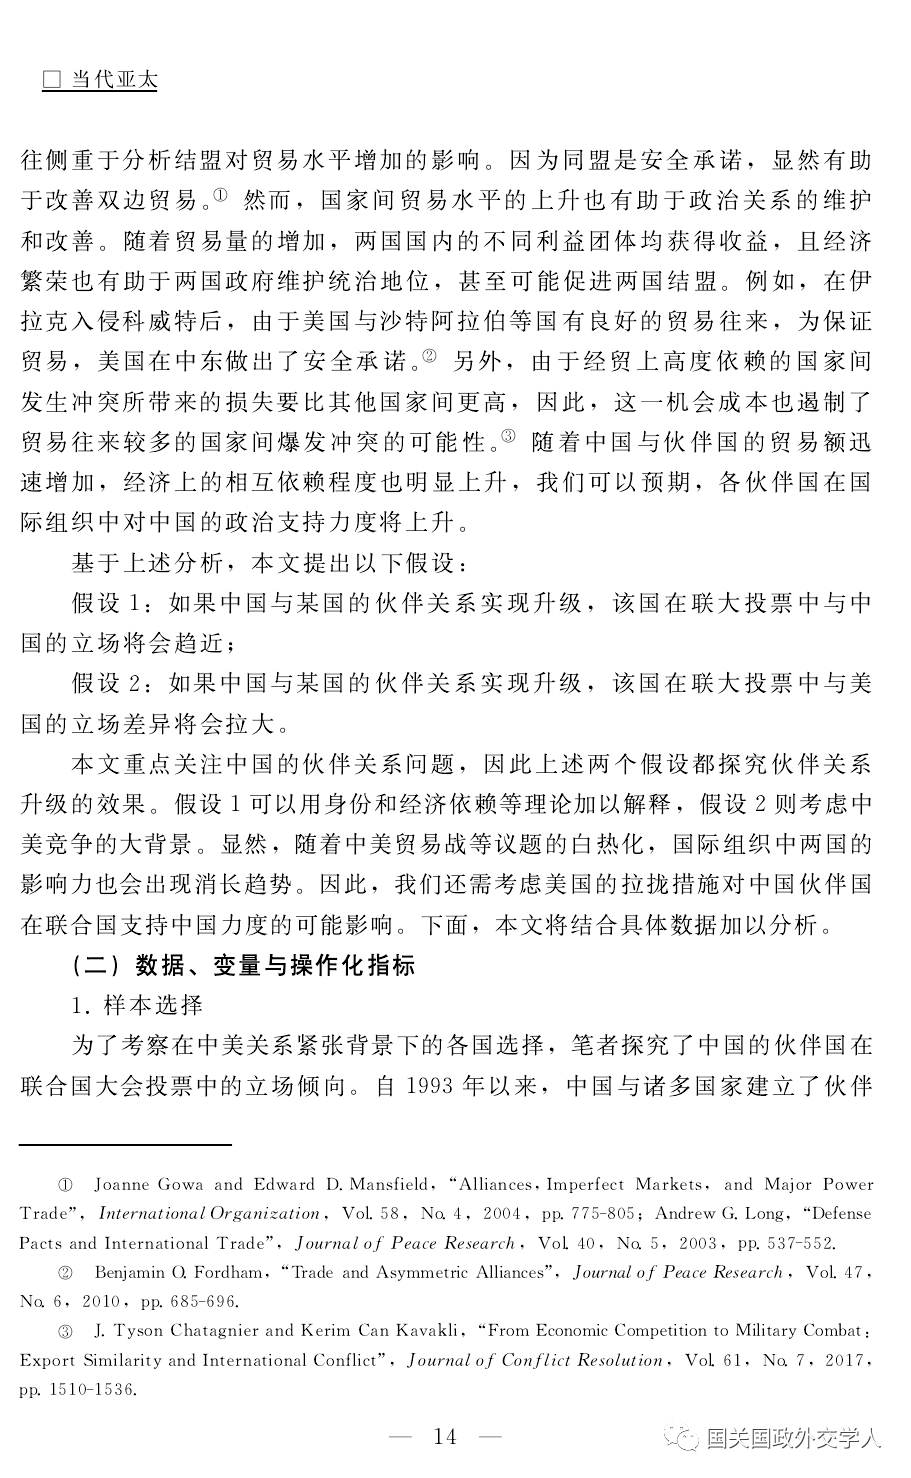 □ 当代亚太
往侧重于分析结盟对贸易水平增加的影响。因为同盟是安全承诺，显然有助
于改善双边贸易。① 然而，国家间贸易水平的上升也有助于政治关系的维护
和改善。随着贸易量的增加，两国国内的不同利益团体均获得收益，且经济
繁荣也有助于两国政府维护统治地位，甚至可能促进两国结盟。例如，在伊
拉克入侵科威特后，由于美国与沙特阿拉伯等国有良好的贸易往来，为保证
贸易，美国在中东做出了安全承诺。② 另外，由于经贸上高度依赖的国家间
发生冲突所带来的损失要比其他国家间更高，因此，这一机会成本也遏制了
贸易往来较多的国家间爆发冲突的可能性。③ 随着中国与伙伴国的贸易额迅
速增加，经济上的相互依赖程度也明显上升，我们可以预期，各伙伴国在国
际组织中对中国的政治支持力度将上升。
基于上述分析，本文提出以下假设：
假设 1：如果中国与某国的伙伴关系实现升级，该国在联大投票中与中
国的立场将会趋近；
假设 2：如果中国与某国的伙伴关系实现升级，该国在联大投票中与美
国的立场差异将会拉大。
本文重点关注中国的伙伴关系问题，因此上述两个假设都探究伙伴关系
升级的效果。假设 1 可以用身份和经济依赖等理论加以解释，假设 2 则考虑中
美竞争的大背景。显然，随着中美贸易战等议题的白热化，国际组织中两国的
影响力也会出现消长趋势。因此，我们还需考虑美国的拉拢措施对中国伙伴国
在联合国支持中国力度的可能影响。下面，本文将结合具体数据加以分析。
（二）数据、变量与操作化指标
1. 样本选择
为了考察在中美关系紧张背景下的各国选择，笔者探究了中国的伙伴国在
联合国大会投票中的立场倾向。自 1993 年以来，中国与诸多国家建立了伙伴
① Joanne Gowa and Edward D. Mansfield，“Alliances，Imperfect Markets，and Major Power
Trade”，International Organization，Vol. 58，No. 4，2004，pp. 775-805；Andrew G. Long，“Defense
Pacts and International Trade”，Journal of Peace Research，Vol. 40，No. 5，2003，pp. 537-552.
② Benjamin O. Fordham，“Trade and Asymmetric Alliances”，Journal of Peace Research，Vol. 47，
No. 6，2010，pp. 685-696.
③ J. Tyson Chatagnier and Kerim Can Kavakli，“From Economic Competition to Military Combat：
Export Similarity and International Conflict”，Journal of Conflict Resolution，Vol. 61，No. 7，2017，
pp. 1510-1536.
— 14 —
国关国政外交学人